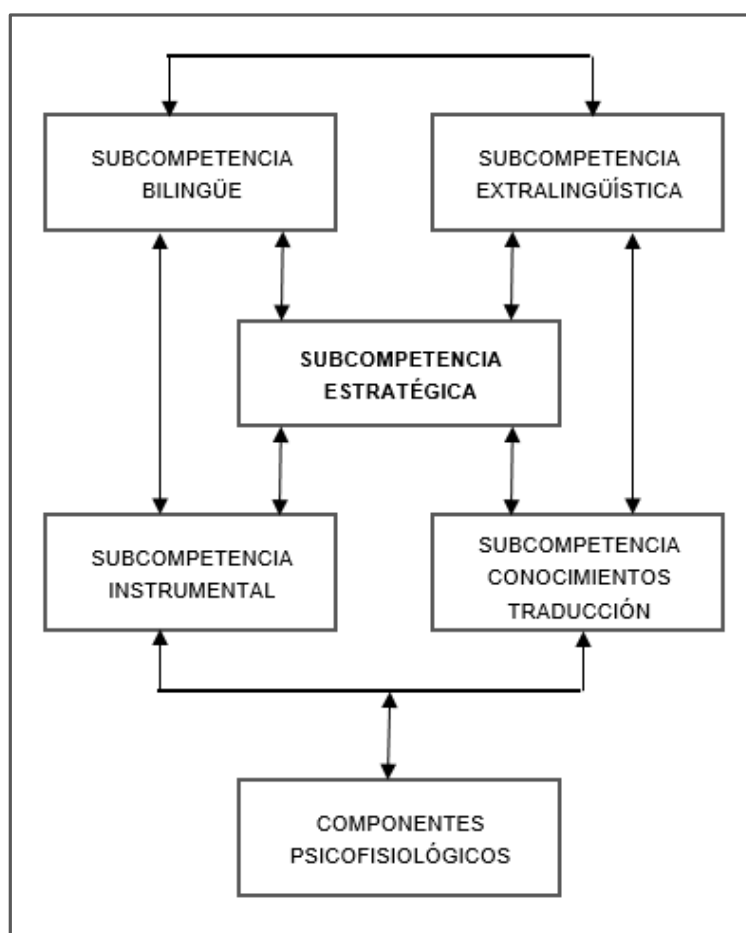 SUBCOMPETENCIA
BILINGÜE
SUBCOMPETENCIA
EXTRALINGÜÍSTICA
SUBCOMPETENCIA
ESTRATÉGICA
SUBCOMPETENCIA
INSTRUMENTAL
SUBCOMPETENCIA
CONOCIMIENTOS
TRADUCCIÓN
COMPONENTES
PSICOFISIOLÓGICOS